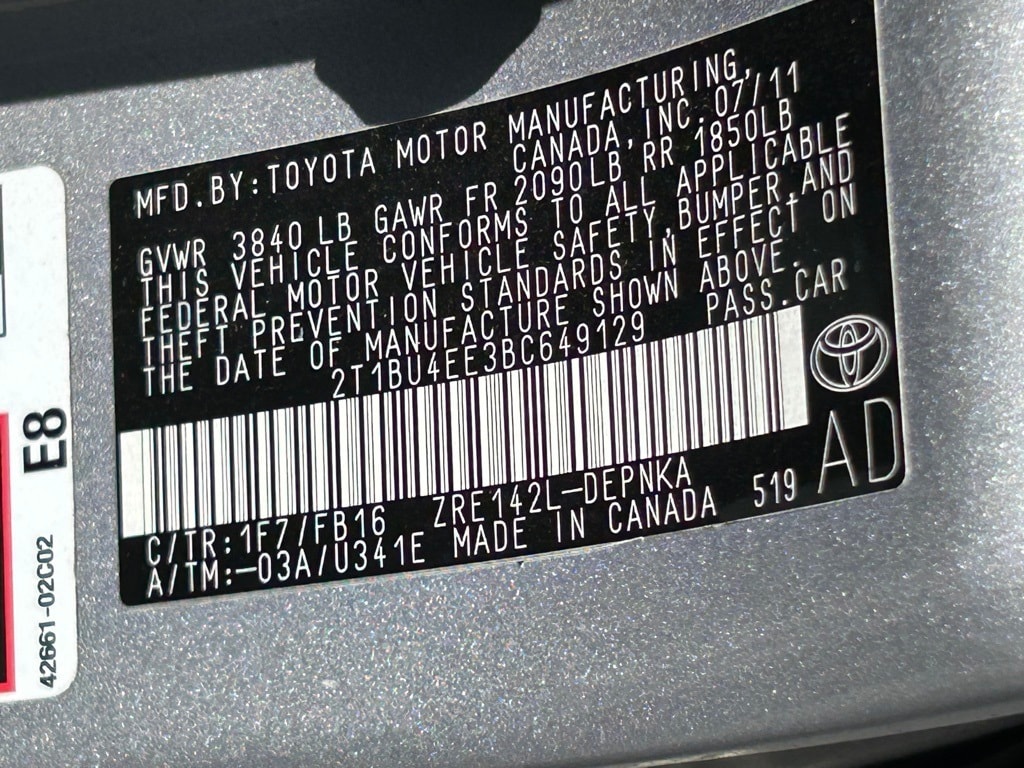 MFD.BY:TOYOTA MOTOR MANUFACTURING,
CANADA, INC. 07/11
GVWR 3840 LB GAWR FR 2090LB RR 1850LB
THIS VEHICLE CONFORMS TO ALL APPLICABLE
FEDERAL MOTOR VEHICLE SAFETY, BUMPER, AND
THEFT PREVENTION STANDARDS IN EFFECT ON
THE DATE OF MANUFACTURE SHOWN ABOVE.
2T1BU4EE3BC649129 PASS.CAR
C/TR:1F7/FB16 ZRE142L-DEPNKA
A/TM:-03A/U341E MADE IN CANADA 519 AD
E8
42661-02C02